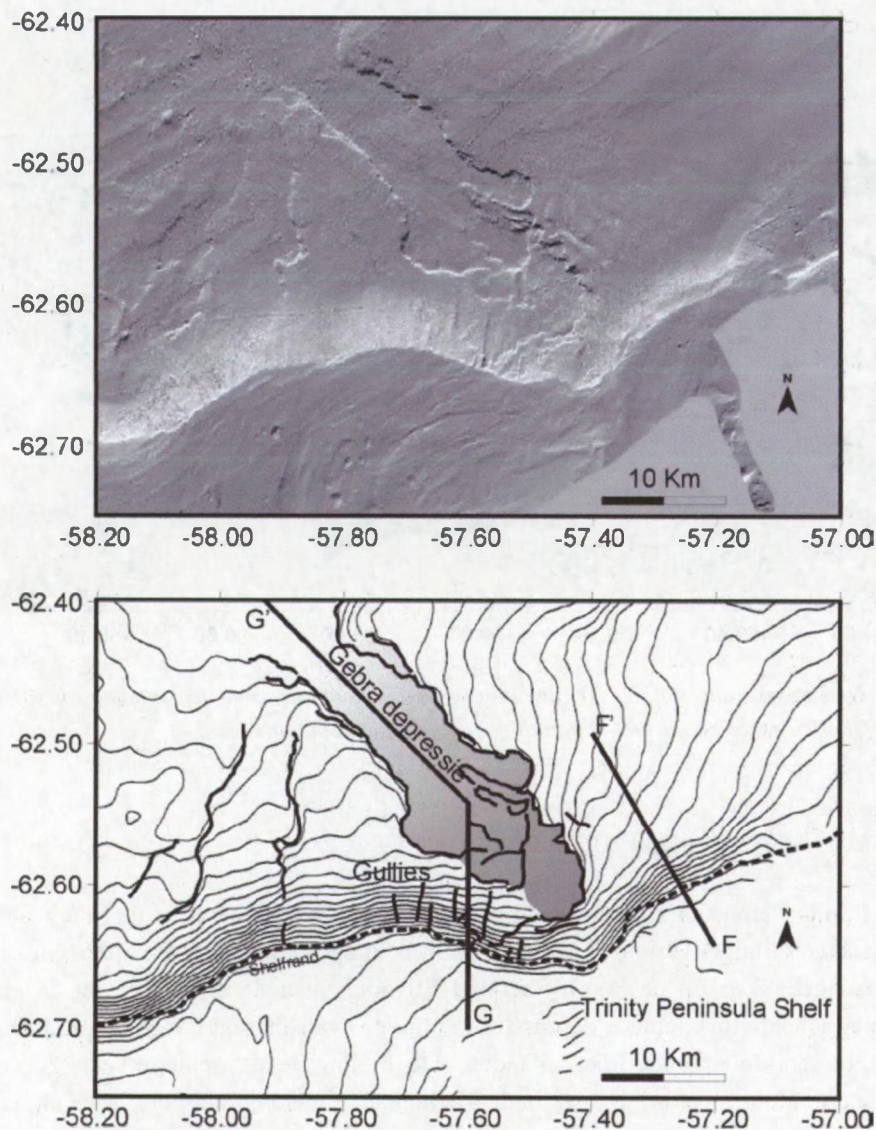 -62.40
-62.50
-62.60
-62.70
N
10 Km
-58.20 -58.00 -57.80 -57.60 -57.40 -57.20 -57.00
-62.40
G'
Gebra depressic
F'
-62.50
-62.60
Gullies
Shelfrand
F
N
G
Trinity Peninsula Shelf
-62.70
10 Km
-58.20 -58.00 -57.80 -57.60 -57.40 -57.20 -57.00